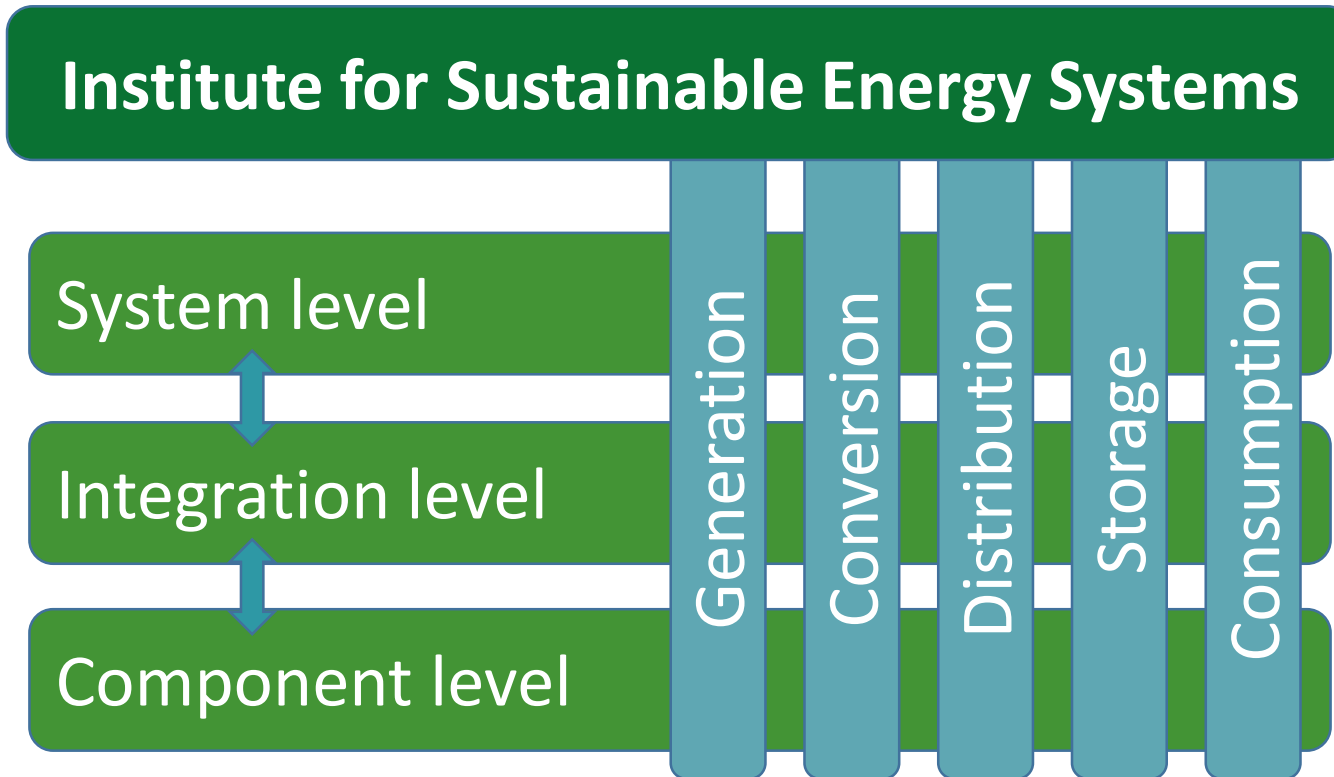 Institute for Sustainable Energy Systems
System level
Integration level
Component level
Generation
Conversion
Distribution
Storage
Consumption